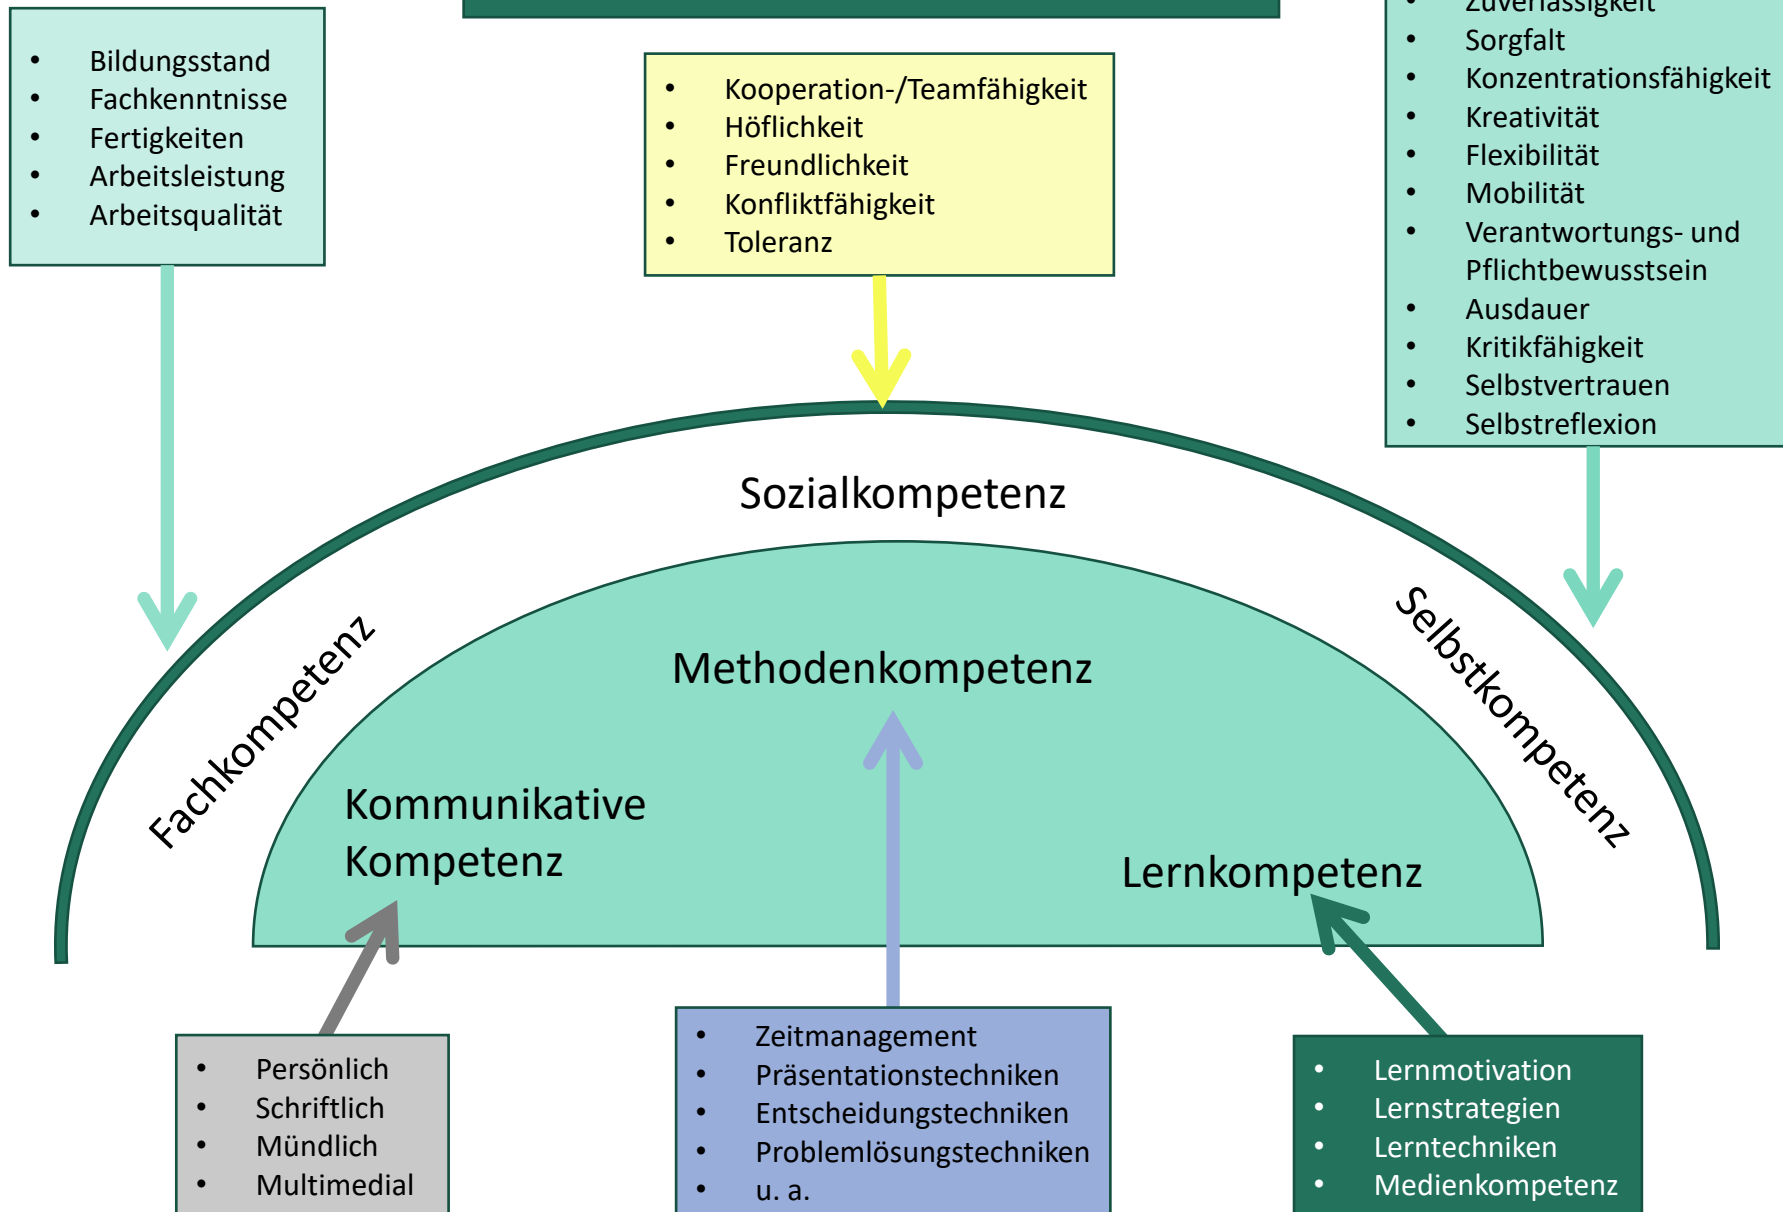 Bildungsstand
Fachkenntnisse
Fertigkeiten
Arbeitsleistung
Arbeitsqualität
Kooperation-/Teamfähigkeit
Höflichkeit
Freundlichkeit
Konfliktfähigkeit
Toleranz
Zuverlässigkeit
Sorgfalt
Konzentrationsfähigkeit
Kreativität
Flexibilität
Mobilität
Verantwortungs- und
Pflichtbewusstsein
Ausdauer
Kritikfähigkeit
Selbstvertrauen
Selbstreflexion
Sozialkompetenz
Fachkompetenz
Selbstkompetenz
Methodenkompetenz
Kommunikative
Kompetenz
Lernkompetenz
Persönlich
Schriftlich
Mündlich
Multimedial
Zeitmanagement
Präsentationstechniken
Entscheidungstechniken
Problemlösungstechniken
u. a.
Lernmotivation
Lernstrategien
Lerntechniken
Medienkompetenz